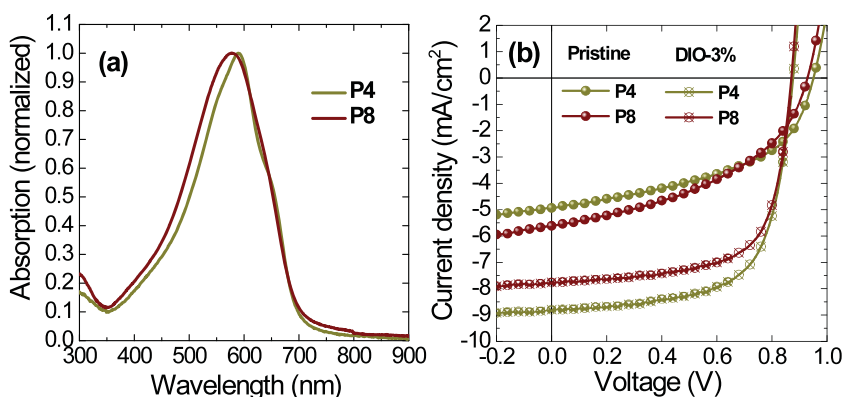 (a)
P4
P8
Absorption (normalized)
1.1
1.0
0.9
0.8
0.7
0.6
0.5
0.4
0.3
0.2
0.1
0.0
300 400 500 600 700 800 900
Wavelength (nm)
(b)
Pristine DIO-3%
P4 P4
P8 P8
Current density (mA/cm²)
2
1
0
-1
-2
-3
-4
-5
-6
-7
-8
-9
-10
-0.2 0.0 0.2 0.4 0.6 0.8 1.0
Voltage (V)